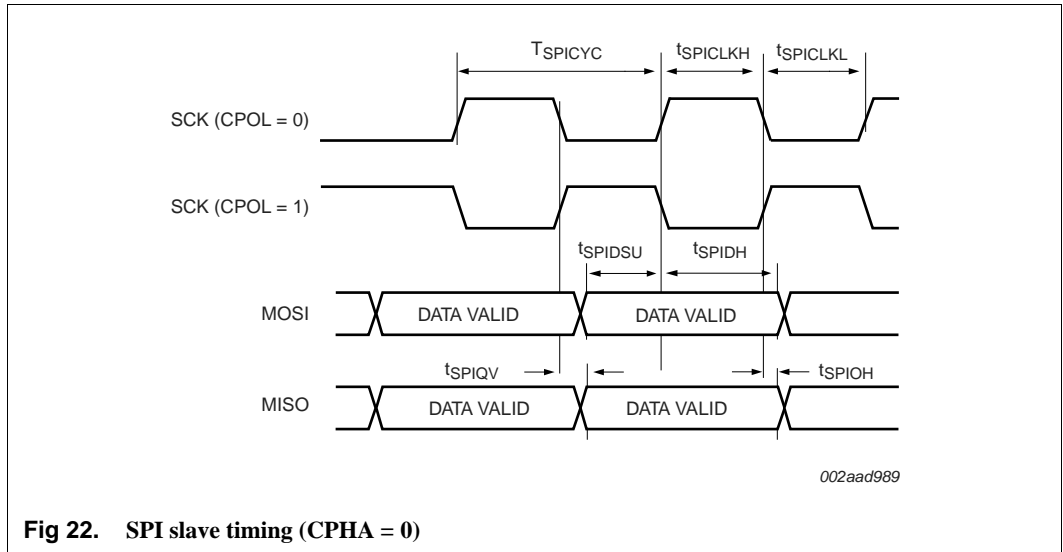 TSPICYC tSPICLKH tSPICLKL
SCK (CPOL = 0)
SCK (CPOL = 1)
tSPIDSU tSPIDH
MOSI DATA VALID DATA VALID
tSPIQV tSPIOH
MISO DATA VALID DATA VALID
002aad989
Fig 22. SPI slave timing (CPHA = 0)